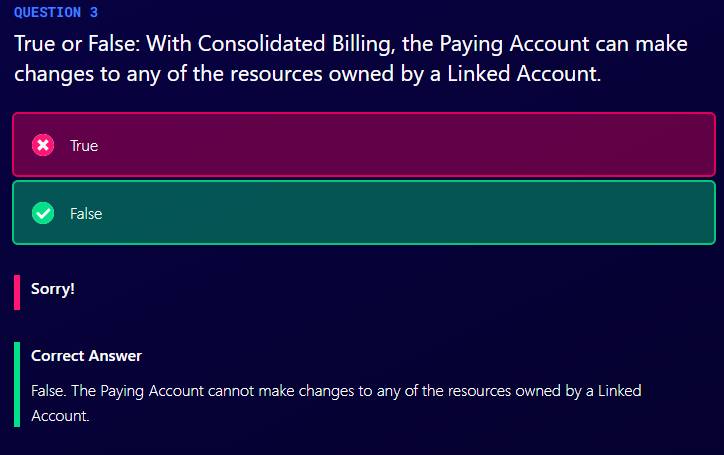 QUESTION 3
True or False: With Consolidated Billing, the Paying Account can make
changes to any of the resources owned by a Linked Account.
True
False
Sorry!
Correct Answer
False. The Paying Account cannot make changes to any of the resources owned by a Linked
Account.